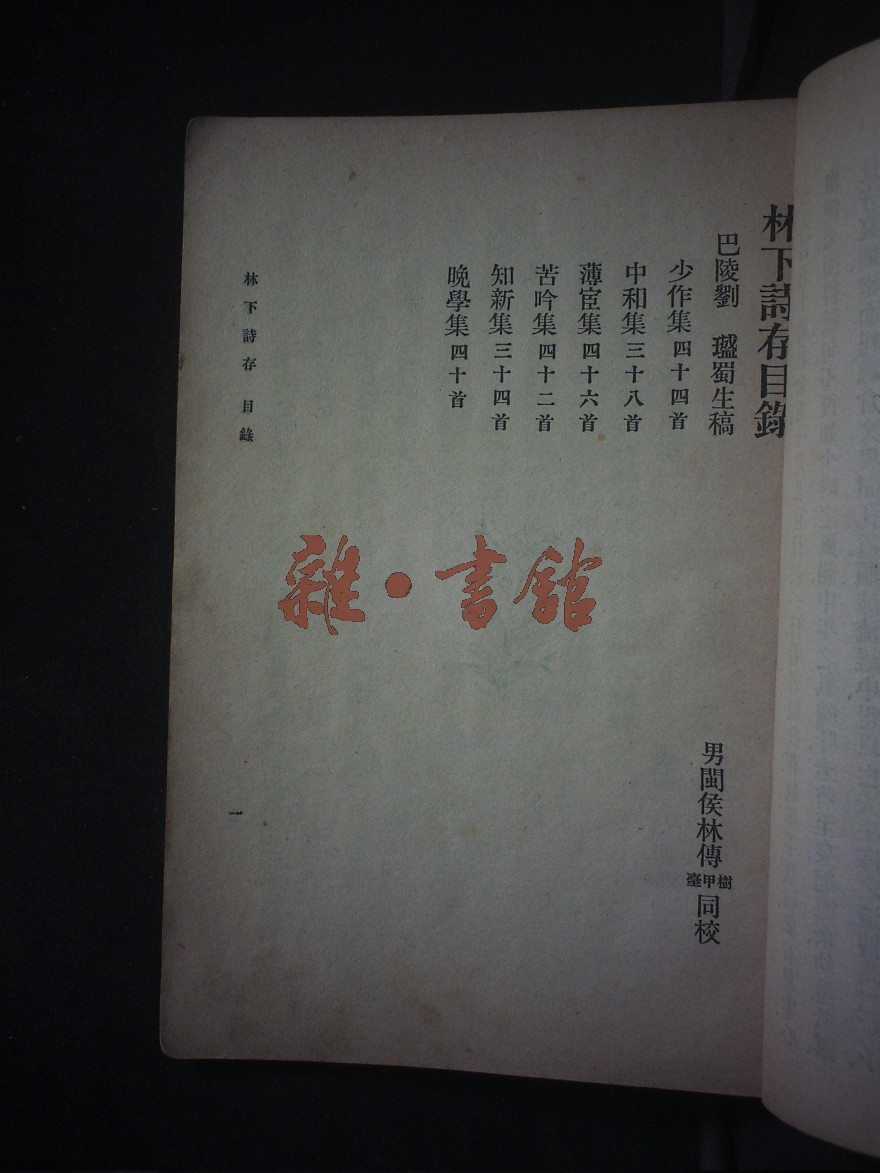 林下詩存目錄
巴陵劉 蜀生稿
男閩侯林傳樹甲臺同校
少作集 四十四首
中和集 三十八首
薄宦集 四十六首
苦吟集 四十二首
知新集 三十四首
晚學集 四十首
林下詩存 目錄
一
雜·書館